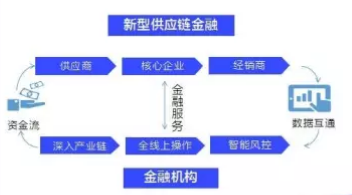 新型供应链金融
供应商
核心企业
经销商
金融服务
资金流
数据互通
深入产业链
全线上操作
智能风控
金融机构